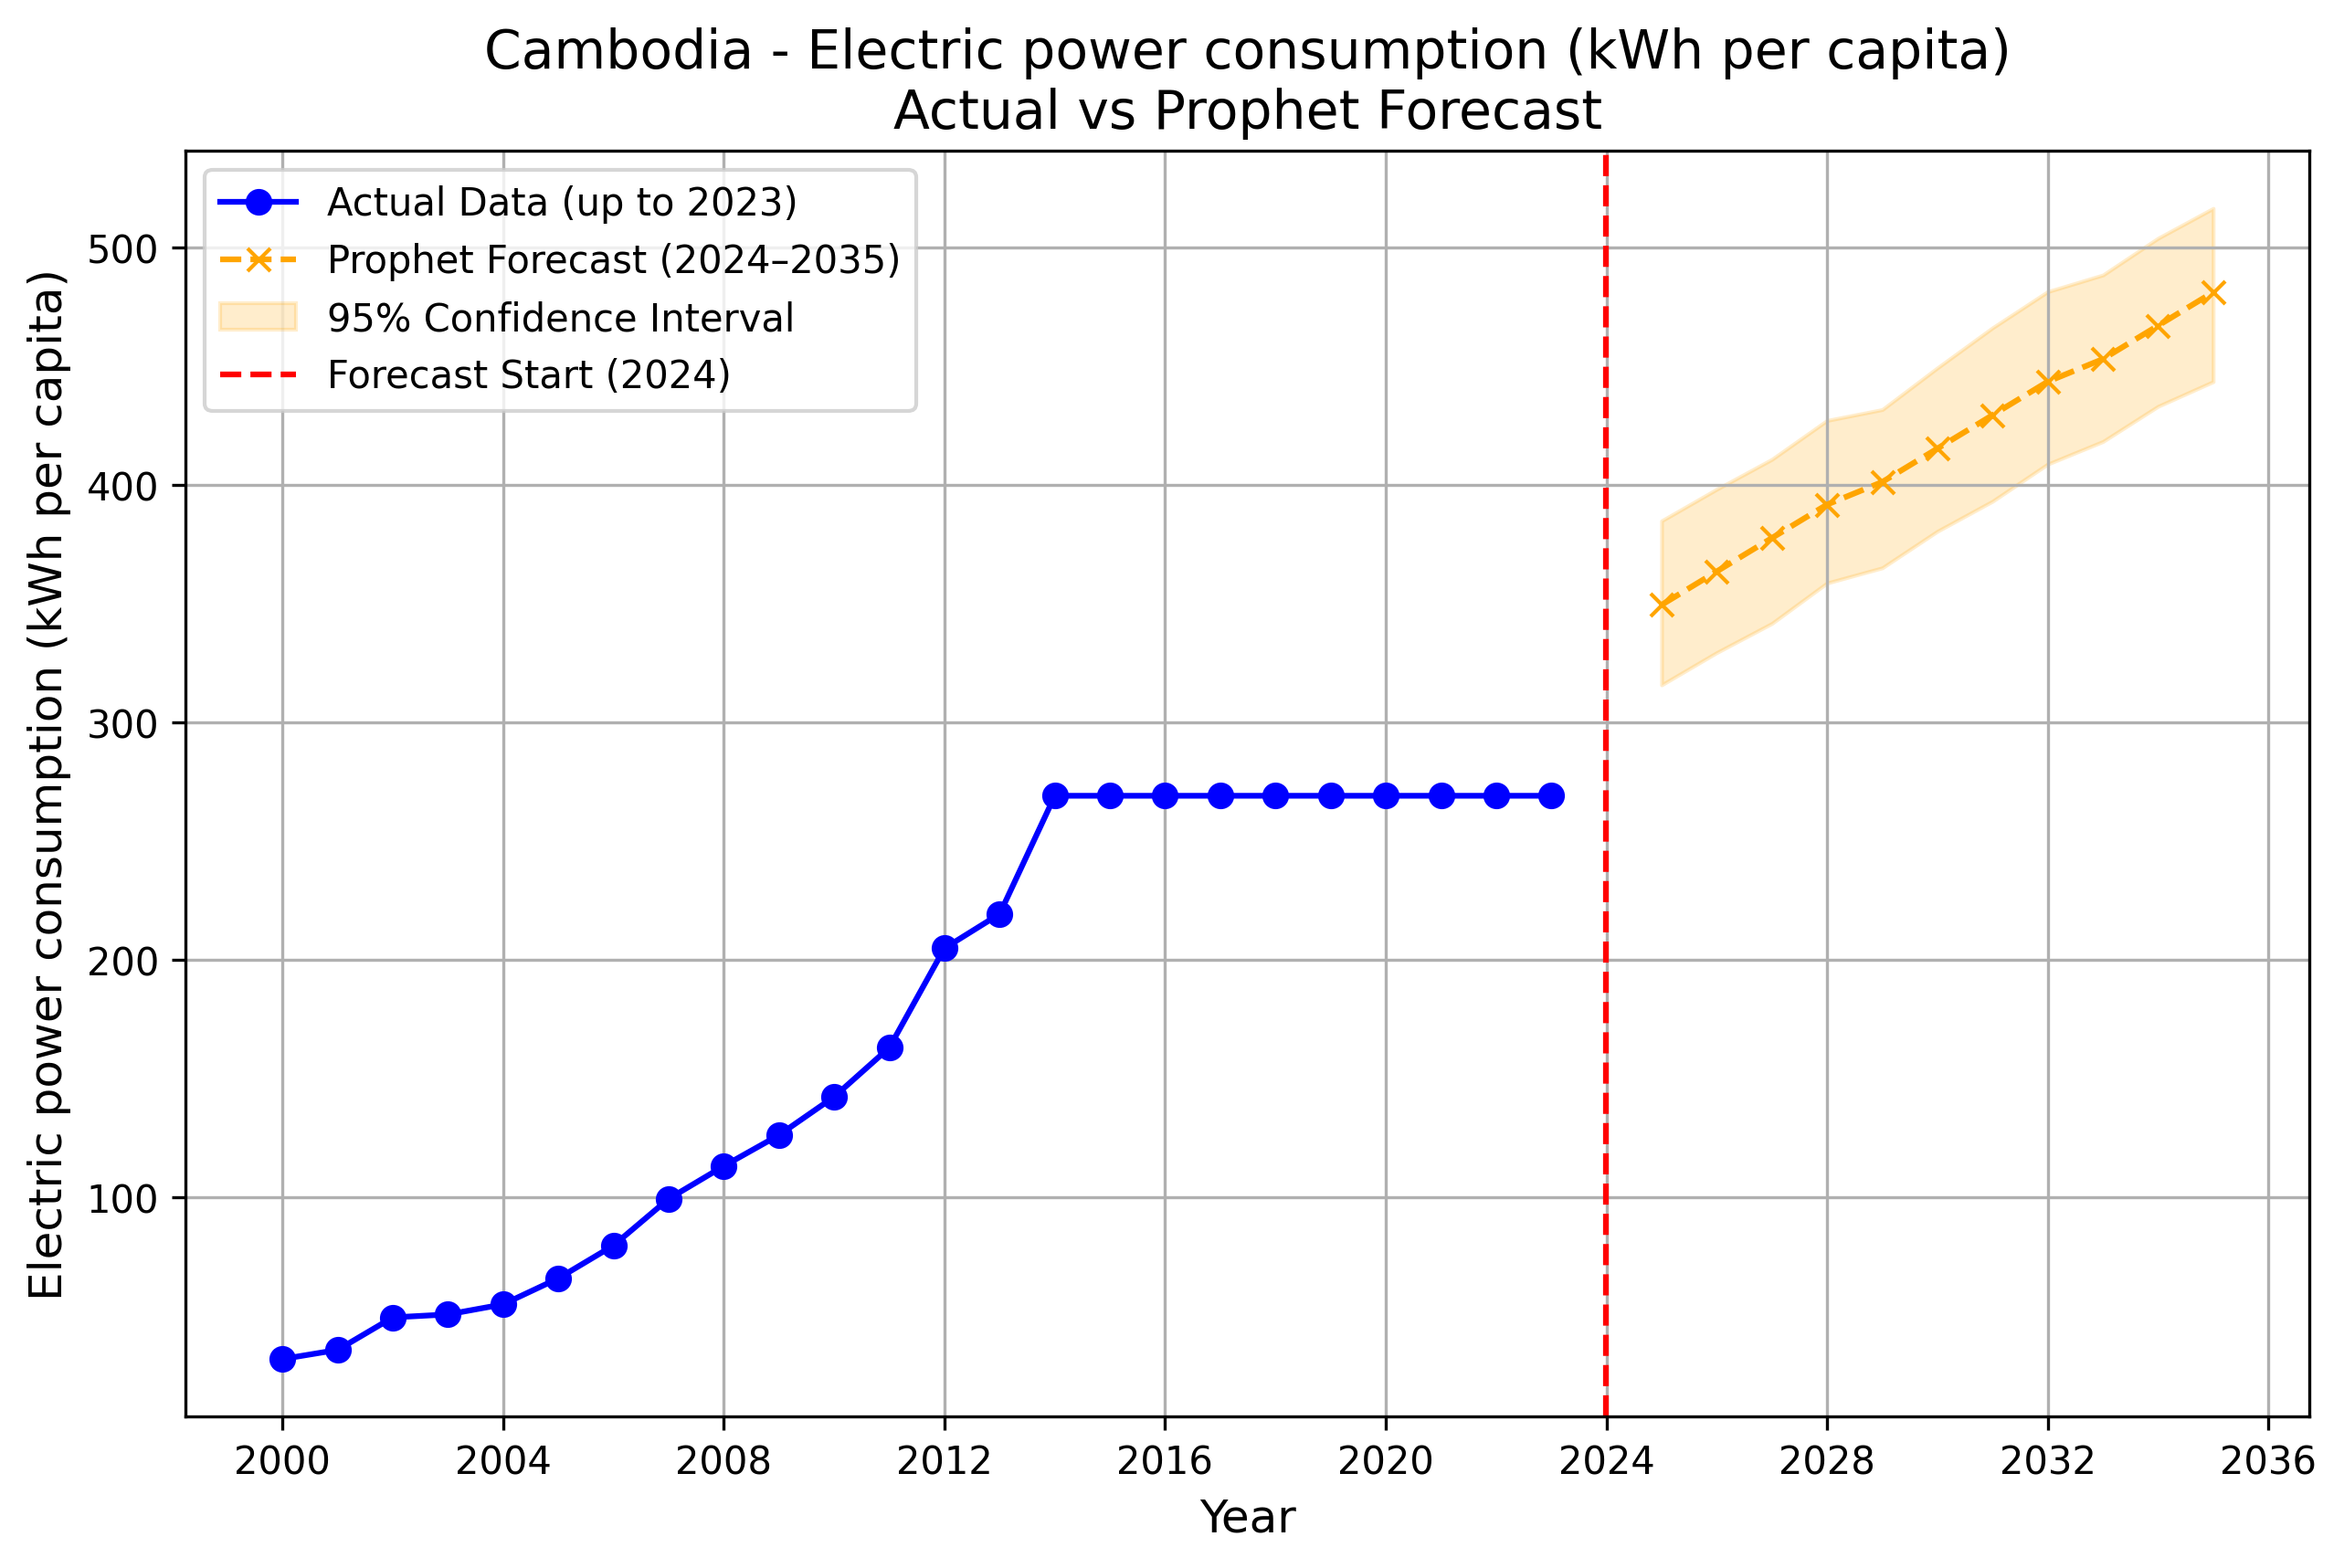 Cambodia - Electric power consumption (kWh per capita)
Actual vs Prophet Forecast
Actual Data (up to 2023)
Prophet Forecast (2024–2035)
95% Confidence Interval
Forecast Start (2024)
Electric power consumption (kWh per capita)
500
400
300
200
100
2000 2004 2008 2012 2016 2020 2024 2028 2032 2036
Year